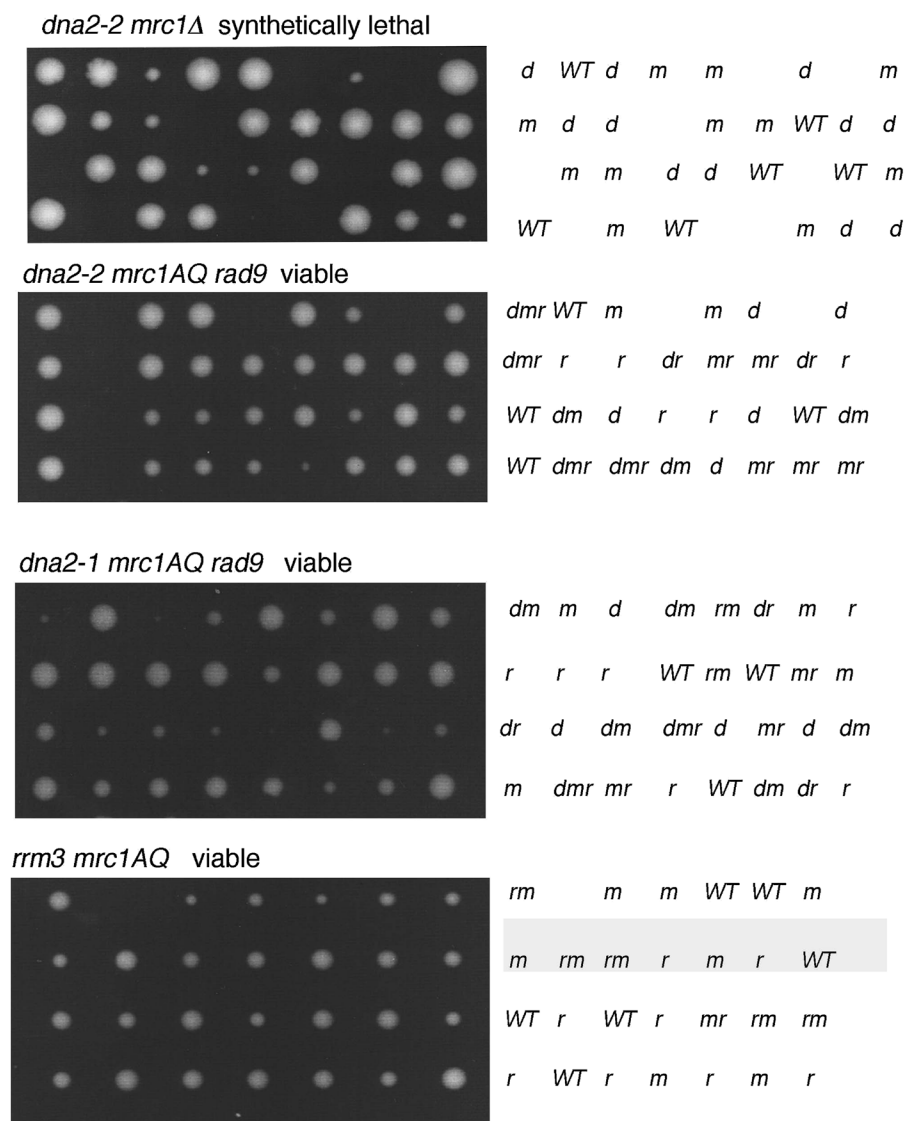 dna2-2 mrc1Δ synthetically lethal
d WT d m m d m
m d d m m WT d d
m m d d WT WT m
WT m WT m d d
dna2-2 mrc1AQ rad9 viable
dmr WT m m d d
dmr r r dr mr mr dr r
WT dm d r r d WT dm
WT dmr dmr dm d mr mr mr
dna2-1 mrc1AQ rad9 viable
dm m d dm rm dr m r
r r r WT rm WT mr m
dr d dm dmr d mr d dm
m dmr mr r WT dm dr r
rrm3 mrc1AQ viable
rm m m WT WT m
m rm rm r m r WT
WT r WT r mr rm rm
r WT r m r m r